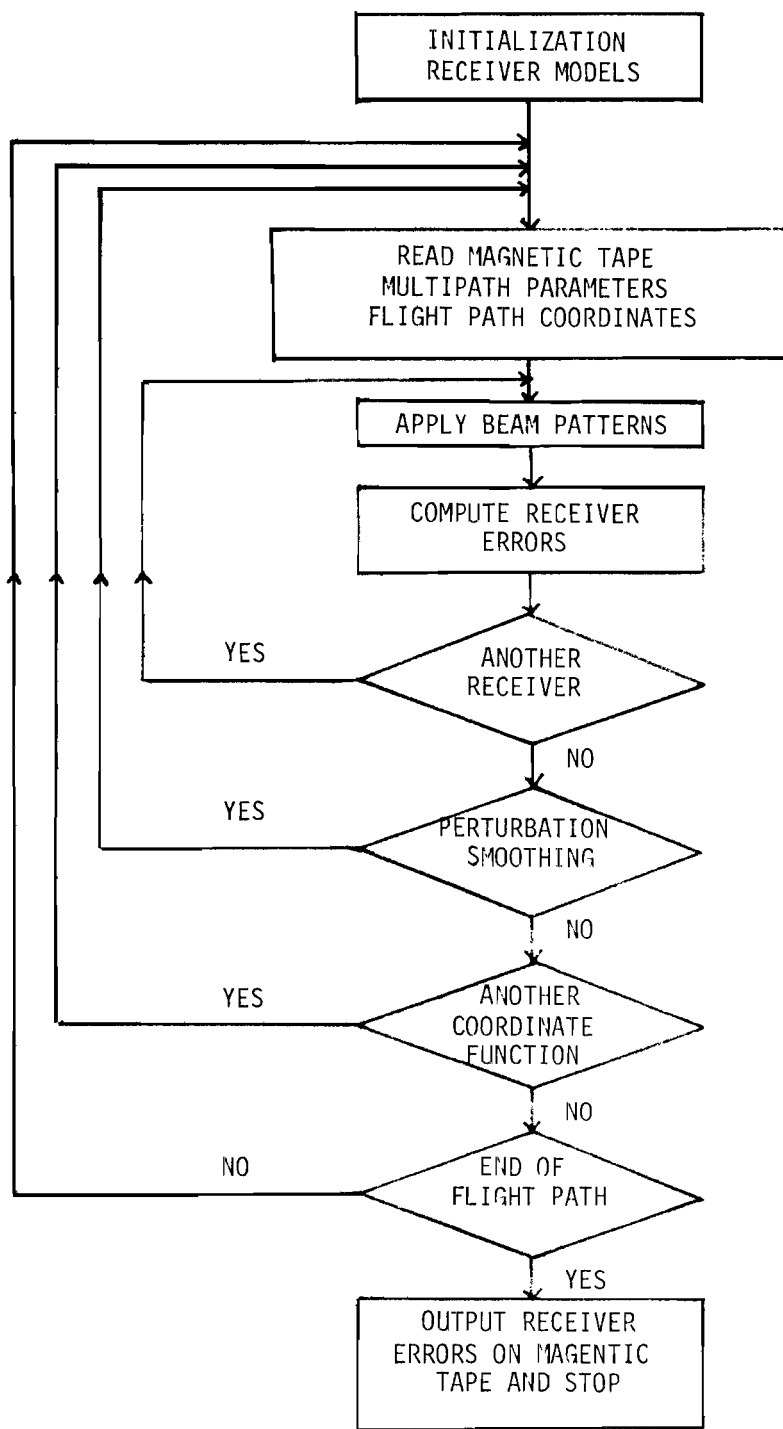 INITIALIZATION
RECEIVER MODELS
READ MAGNETIC TAPE
MULTIPATH PARAMETERS
FLIGHT PATH COORDINATES
APPLY BEAM PATTERNS
COMPUTE RECEIVER
ERRORS
YES
ANOTHER
RECEIVER
NO
YES
PERTURBATION
SMOOTHING
NO
YES
ANOTHER
COORDINATE
FUNCTION
NO
NO
END OF
FLIGHT PATH
YES
OUTPUT RECEIVER
ERRORS ON MAGENTIC
TAPE AND STOP